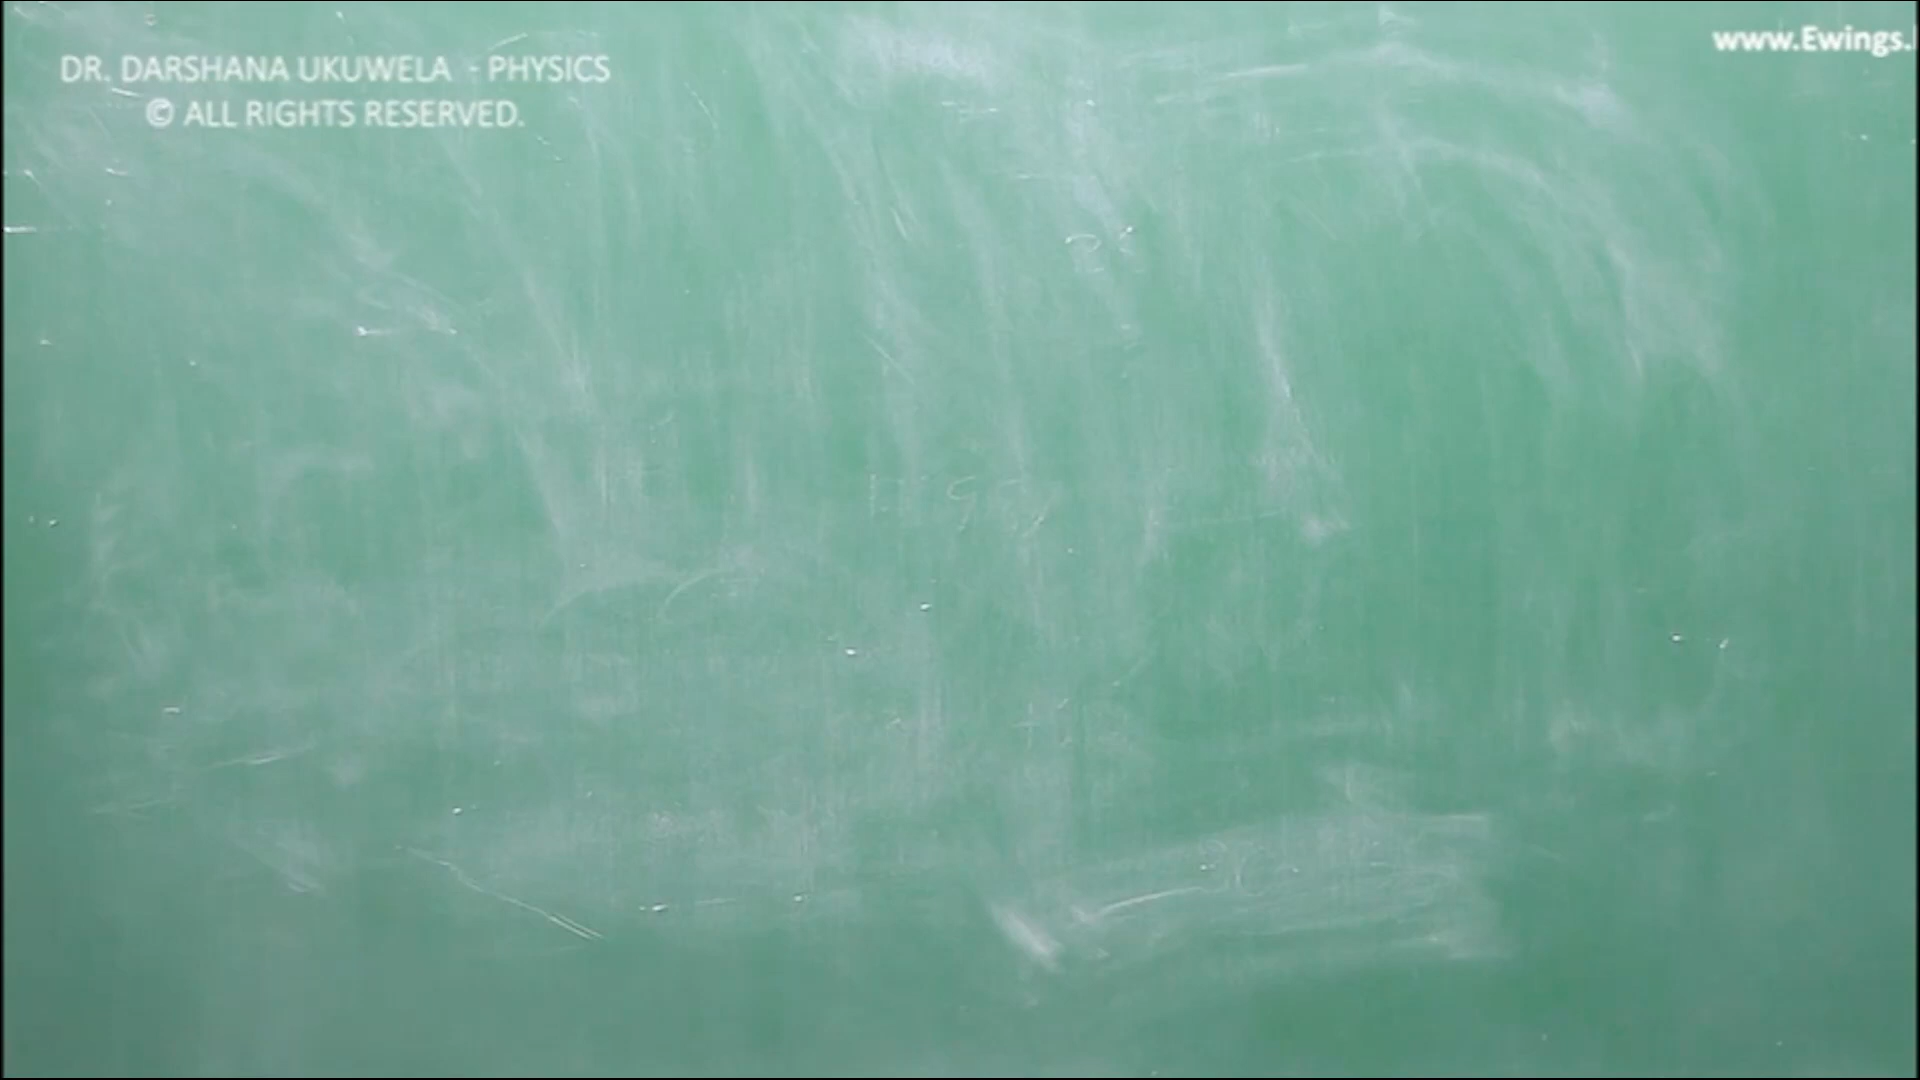 DR. DARSHANA UKUWELA - PHYSICS
© ALL RIGHTS RESERVED.
www.Ewings.